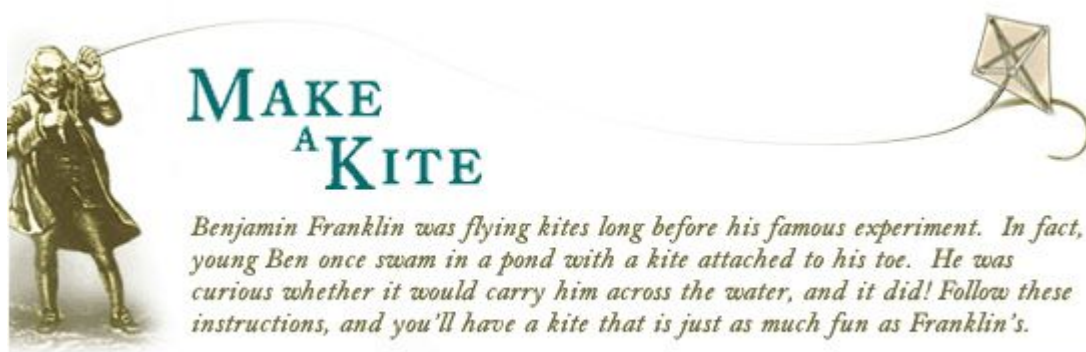 MAKE
A
KITE
Benjamin Franklin was flying kites long before his famous experiment.  In fact,
young Ben once swam in a pond with a kite attached to his toe.  He was
curious whether it would carry him across the water, and it did! Follow these
instructions, and you'll have a kite that is just as much fun as Franklin's.